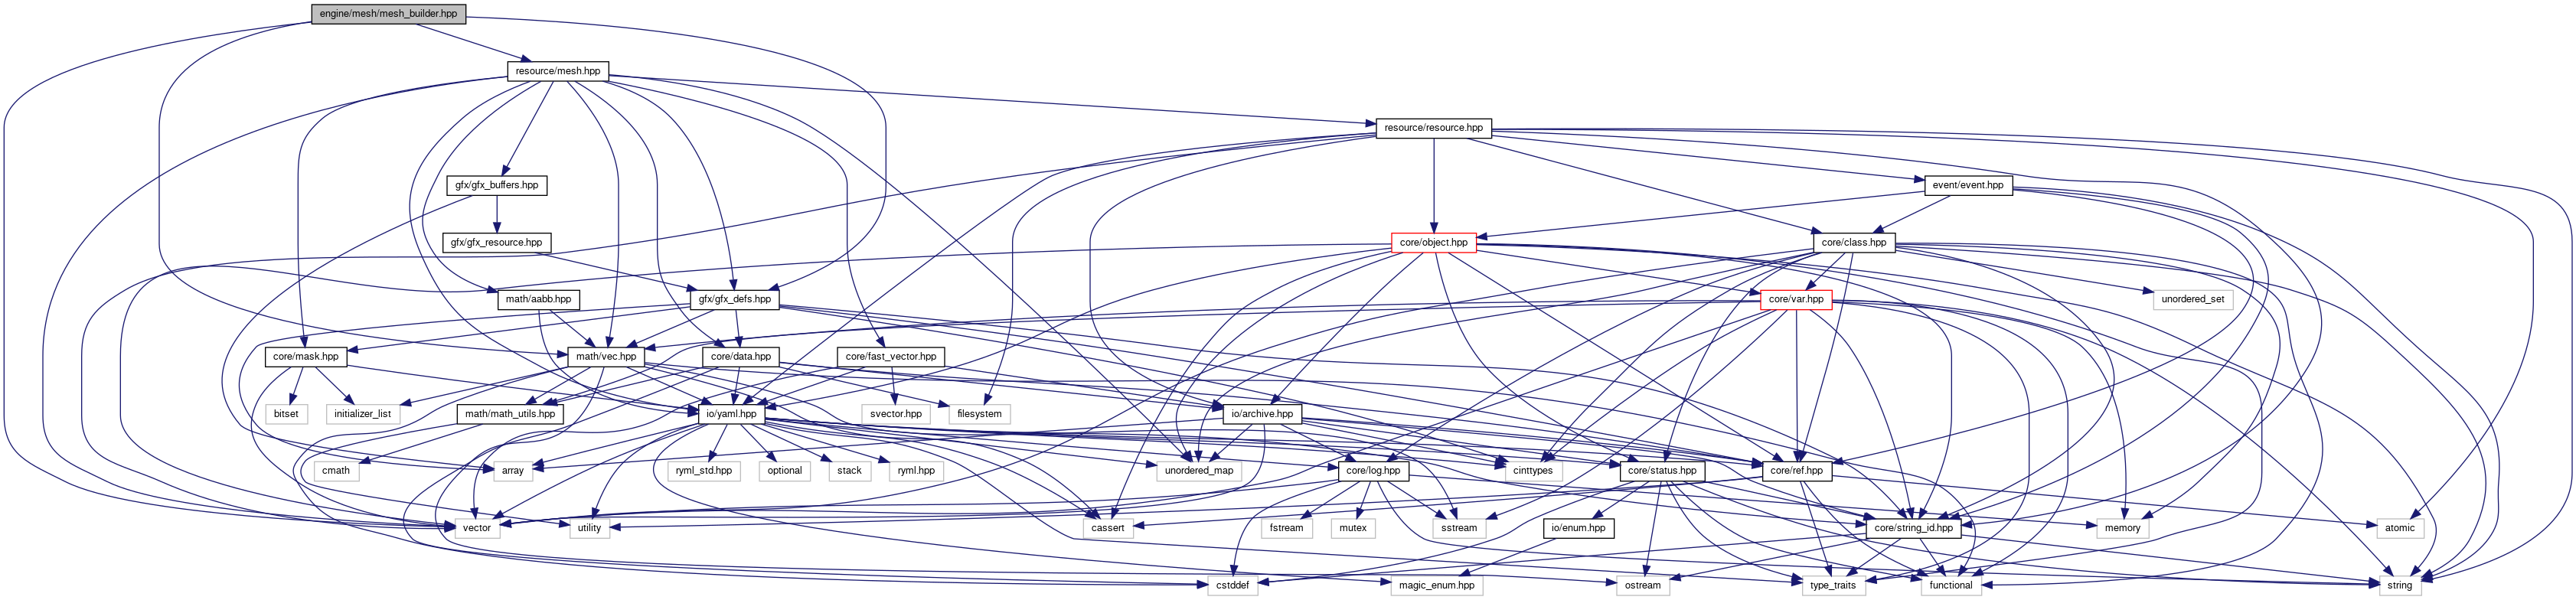 engine/mesh/mesh_builder.hpp
resource/mesh.hpp
resource/resource.hpp
gfx/gfx_buffers.hpp
event/event.hpp
gfx/gfx_resource.hpp
core/object.hpp
core/class.hpp
math/aabb.hpp
gfx/gfx_defs.hpp
core/var.hpp
unordered_set
core/mask.hpp
math/vec.hpp
core/data.hpp
core/fast_vector.hpp
bitset
initializer_list
math/math_utils.hpp
io/yaml.hpp
svector.hpp
filesystem
io/archive.hpp
cmath
array
ryml_std.hpp
optional
stack
ryml.hpp
unordered_map
core/log.hpp
cinttypes
core/status.hpp
core/ref.hpp
vector
utility
cassert
fstream
mutex
sstream
io/enum.hpp
core/string_id.hpp
memory
atomic
cstddef
magic_enum.hpp
ostream
type_traits
functional
string